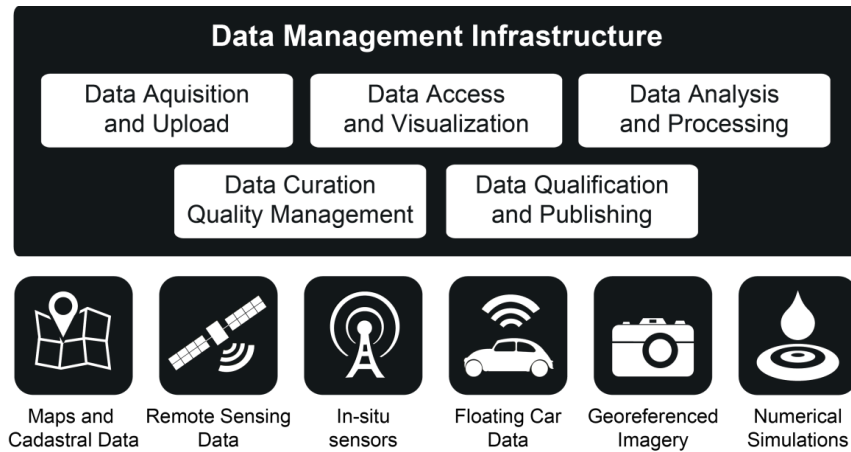 Data Management Infrastructure
Data Aquisition
and Upload
Data Access
and Visualization
Data Analysis
and Processing
Data Curation
Quality Management
Data Qualification
and Publishing
Maps and
Cadastral Data
Remote Sensing
Data
In-situ
sensors
Floating Car
Data
Georeferenced
Imagery
Numerical
Simulations